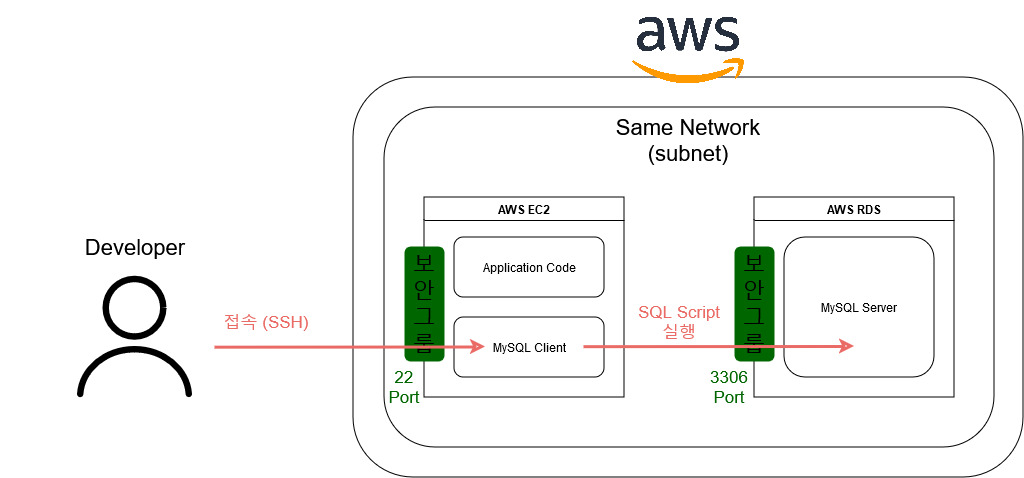 aws
Same Network
(subnet)
AWS EC2
AWS RDS
Developer
보안그룹
Application Code
보안그룹
MySQL Server
접속 (SSH)
SQL Script
실행
MySQL Client
22
Port
3306
Port